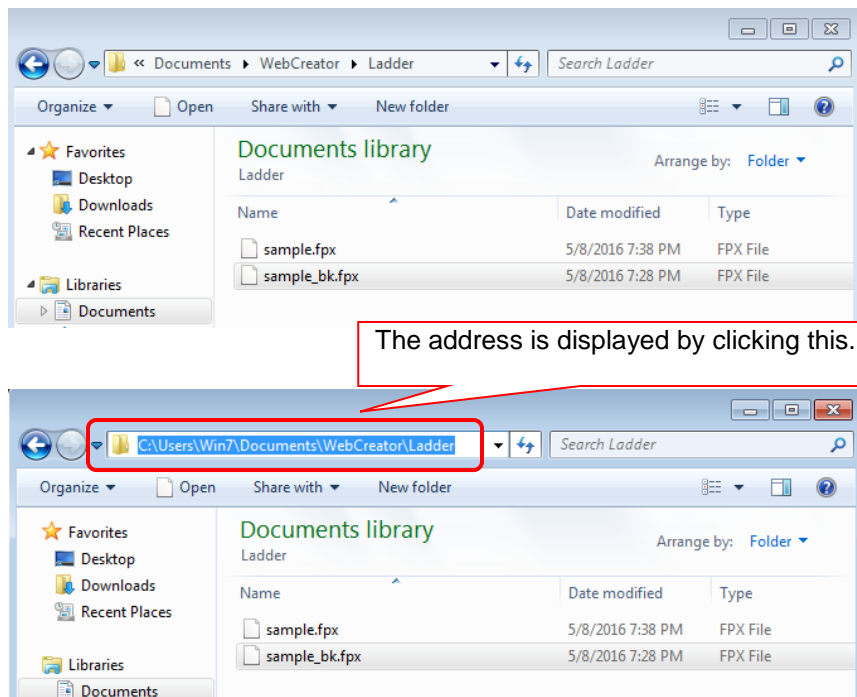 « Documents ▸ WebCreator ▸ Ladder Search Ladder
Organize Open Share with New folder
Favorites
Desktop
Downloads
Recent Places
Libraries
Documents
Documents library
Ladder
Arrange by: Folder
Name Date modified Type
sample.fpx 5/8/2016 7:38 PM FPX File
sample_bk.fpx 5/8/2016 7:28 PM FPX File
The address is displayed by clicking this.
C:\Users\Win7\Documents\WebCreator\Ladder Search Ladder
Organize Open Share with New folder
Favorites
Desktop
Downloads
Recent Places
Libraries
Documents
Documents library
Ladder
Arrange by: Folder
Name Date modified Type
sample.fpx 5/8/2016 7:38 PM FPX File
sample_bk.fpx 5/8/2016 7:28 PM FPX File